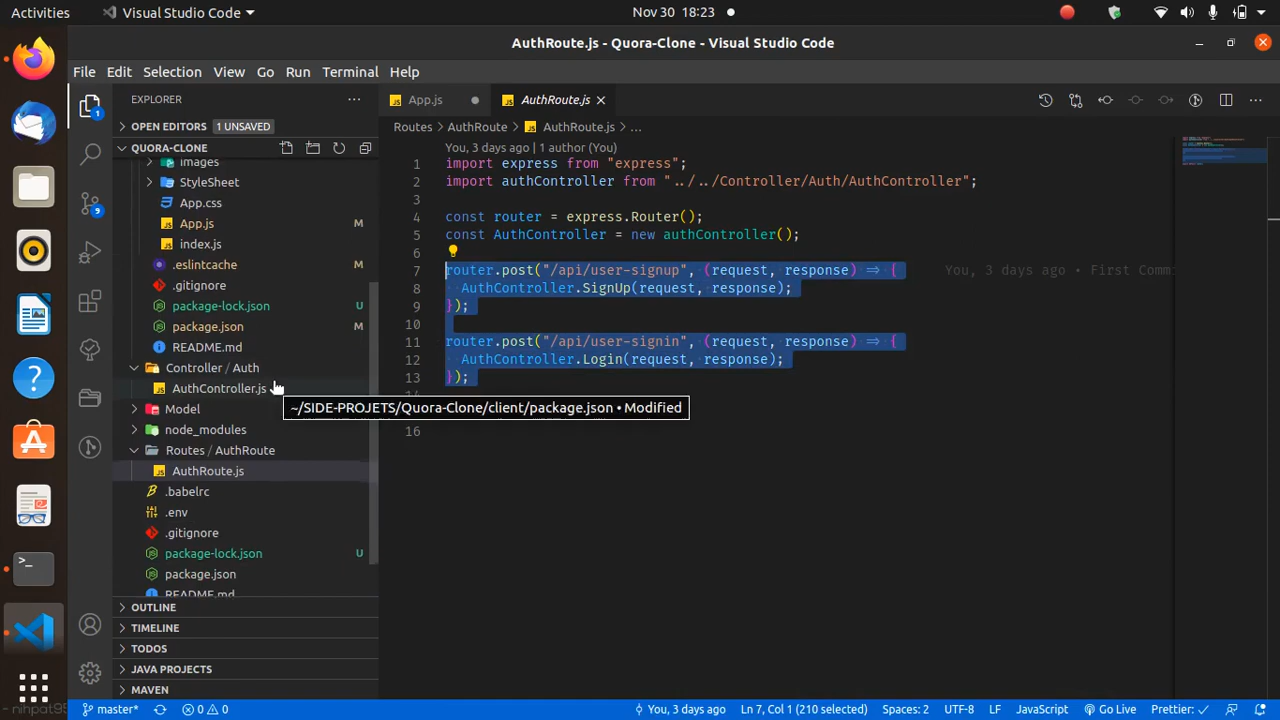 Activities
Visual Studio Code
Nov 30 18:23
AuthRoute.js - Quora-Clone - Visual Studio Code
File Edit Selection View Go Run Terminal Help
EXPLORER
OPEN EDITORS 1 UNSAVED
QUORA-CLONE
images
StyleSheet
App.css
App.js M
index.js
.eslintcache M
.gitignore
package-lock.json U
package.json M
README.md
Controller / Auth
AuthController.js
Model
node_modules
Routes / AuthRoute
AuthRoute.js
.babelrc
.env
.gitignore
package-lock.json U
package.json
README.md
OUTLINE
TIMELINE
TODOS
JAVA PROJECTS
MAVEN
1
9
App.js
AuthRoute.js
Routes > AuthRoute > AuthRoute.js > ...
You, 3 days ago | 1 author (You)
1 import express from "express";
2 import authController from "../../Controller/Auth/AuthController";
3
4 const router = express.Router();
5 const AuthController = new authController();
6
7 router.post("/api/user-signup", (request, response) => { You, 3 days ago • First Commi
8 AuthController.SignUp(request, response);
9 });
10
11 router.post("/api/user-signin", (request, response) => {
12 AuthController.Login(request, response);
13 });
~/SIDE-PROJETS/Quora-Clone/client/package.json • Modified
16
master*
0 0
You, 3 days ago
Ln 7, Col 1 (210 selected)
Spaces: 2
UTF-8
LF
JavaScript
Go Live
Prettier: